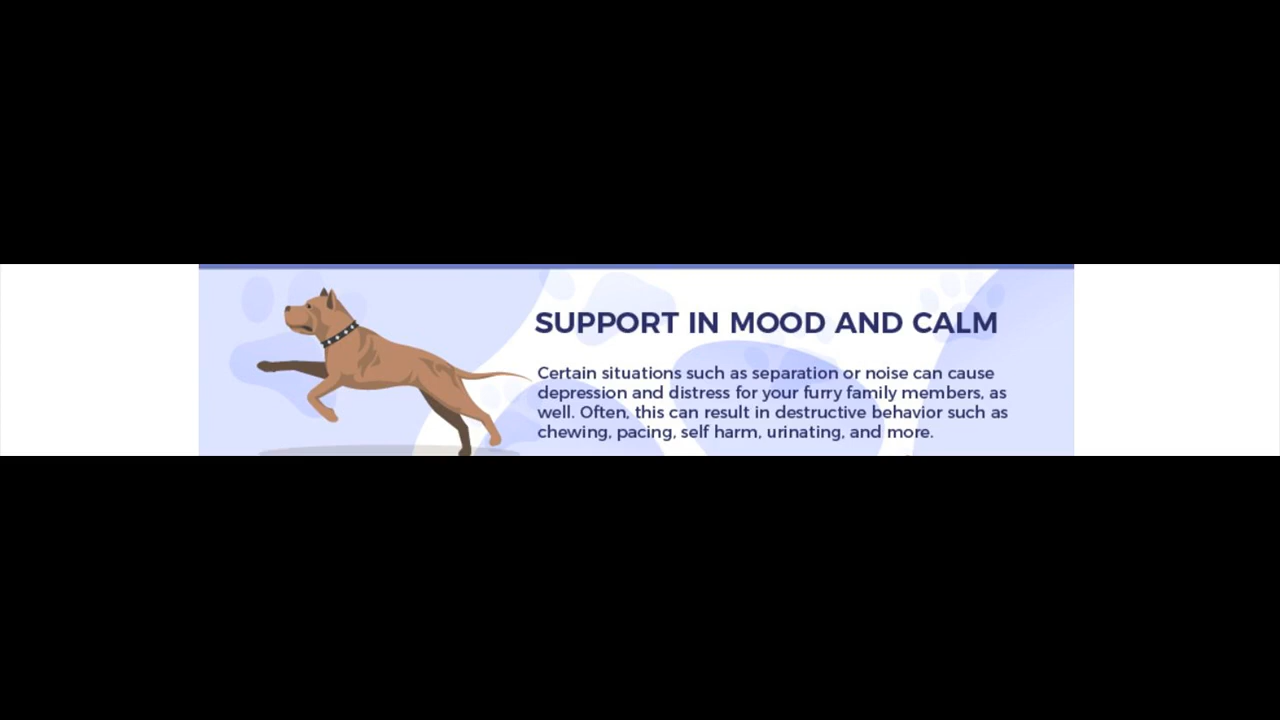 SUPPORT IN MOOD AND CALM
Certain situations such as separation or noise can cause
depression and distress for your furry family members, as
well. Often, this can result in destructive behavior such as
chewing, pacing, self harm, urinating, and more.